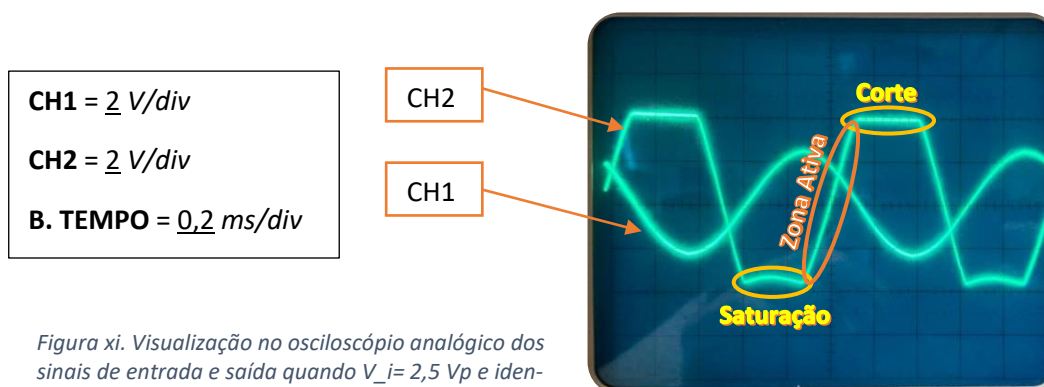 CH1 = 2 V/div
CH2 = 2 V/div
B. TEMPO = 0,2 ms/div
CH2
CH1
Corte
Zona Ativa
Saturação
Figura xi. Visualização no osciloscópio analógico dos
sinais de entrada e saída quando V_i= 2,5 Vp e iden-